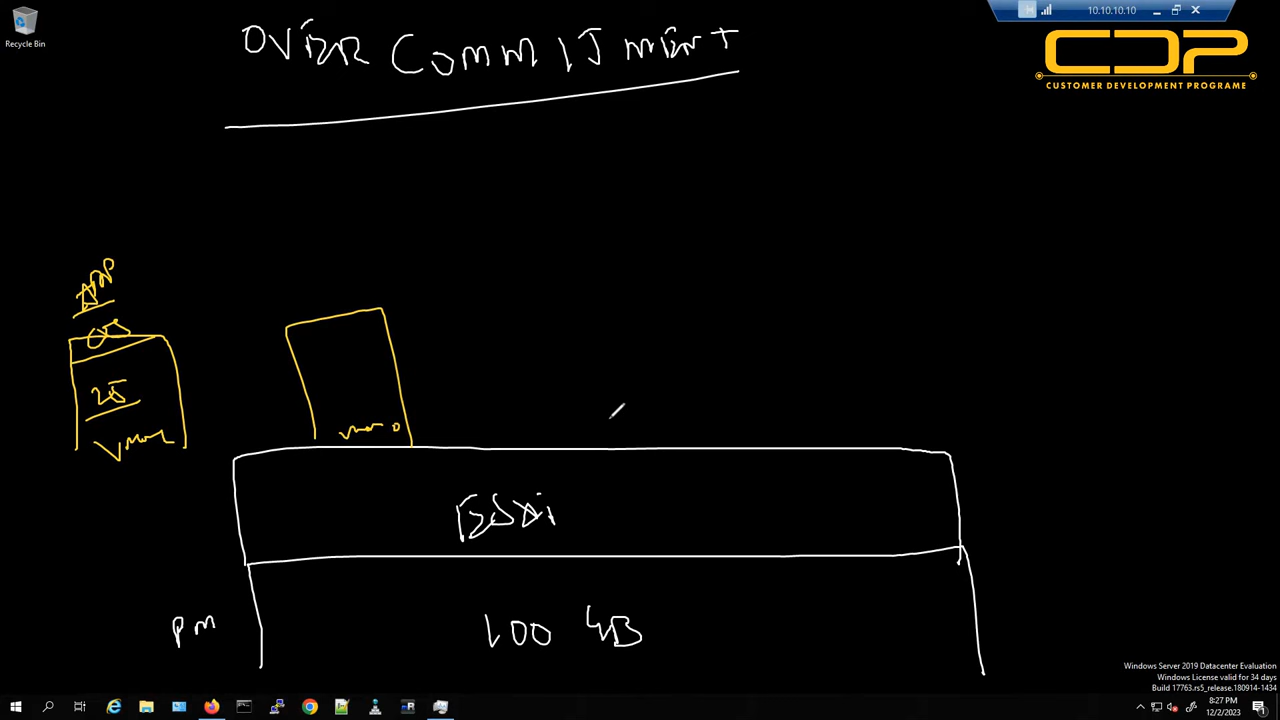 Recycle Bin
10.10.10.10
CDP
CUSTOMER DEVELOPMENT PROGRAME
OVER COMMITMENT
APP
OS
25
ESXi
PM
100 GB
Windows Server 2019 Datacenter Evaluation
Windows License valid for 34 days
Build 17763.rs5_release.180914-1434
8:27 PM
12/2/2023